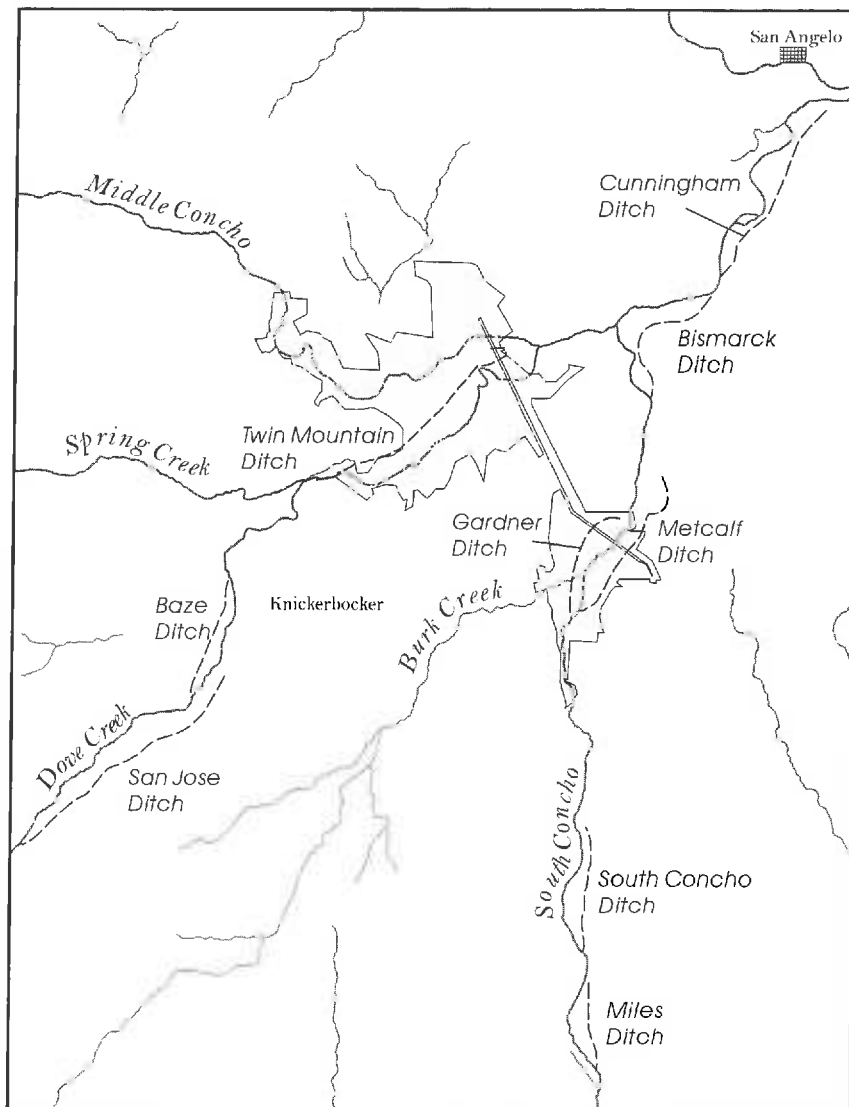 San Angelo
Middle Concho
Cunningham
Ditch
Bismarck
Ditch
Spring Creek
Twin Mountain
Ditch
Gardner
Ditch
Metcalf
Ditch
Baze
Ditch
Knickerbocker
Burk Creek
Dove Creek
San Jose
Ditch
South Concho
South Concho
Ditch
Miles
Ditch